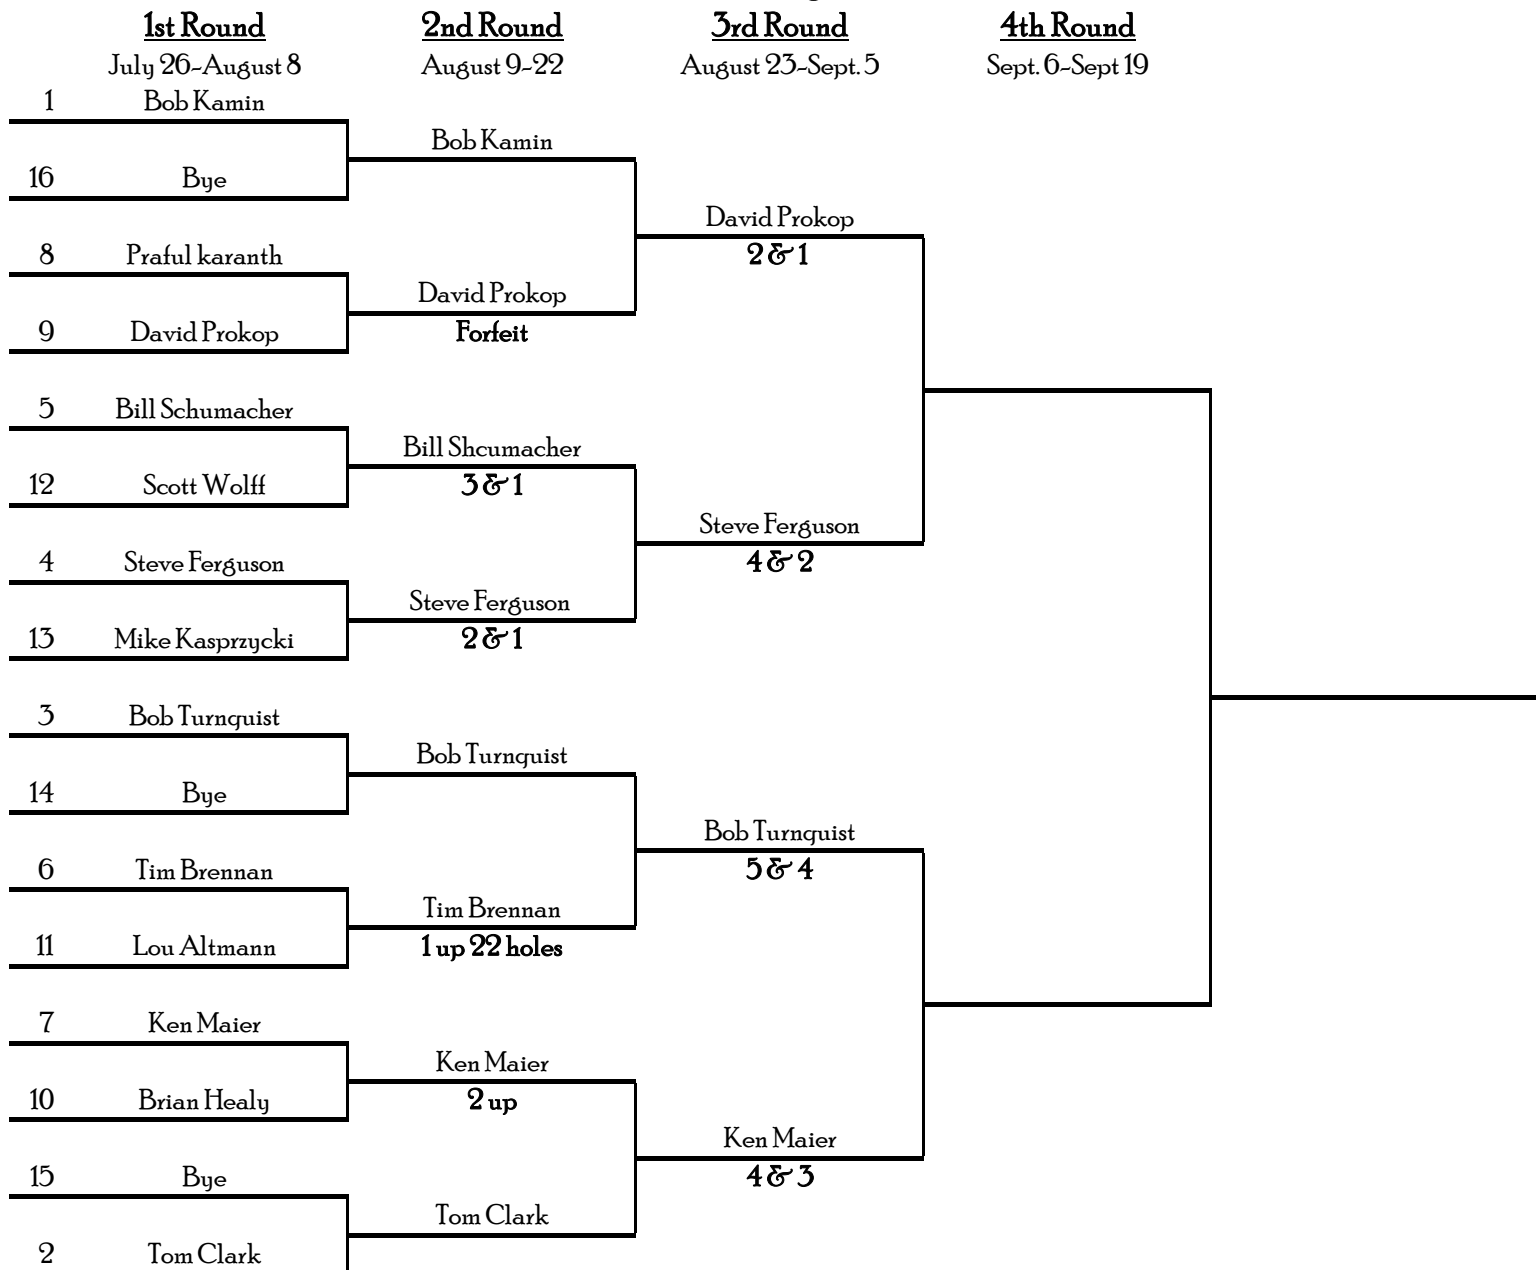 1st Round 2nd Round 3rd Round 4th Round
July 26-August 8 August 9-22 August 23-Sept. 5 Sept. 6-Sept 19
1 Bob Kamin
Bob Kamin
16 Bye
David Prokop
2 & 1
8 Praful karanth
David Prokop
Forfeit
9 David Prokop
5 Bill Schumacher
Bill Shcumacher
3 & 1
12 Scott Wolff
Steve Ferguson
4 & 2
4 Steve Ferguson
Steve Ferguson
2 & 1
13 Mike Kasprzycki
3 Bob Turnquist
Bob Turnquist
14 Bye
Bob Turnquist
5 & 4
6 Tim Brennan
Tim Brennan
1 up 22 holes
11 Lou Altmann
7 Ken Maier
Ken Maier
2 up
10 Brian Healy
Ken Maier
4 & 3
15 Bye
Tom Clark
2 Tom Clark